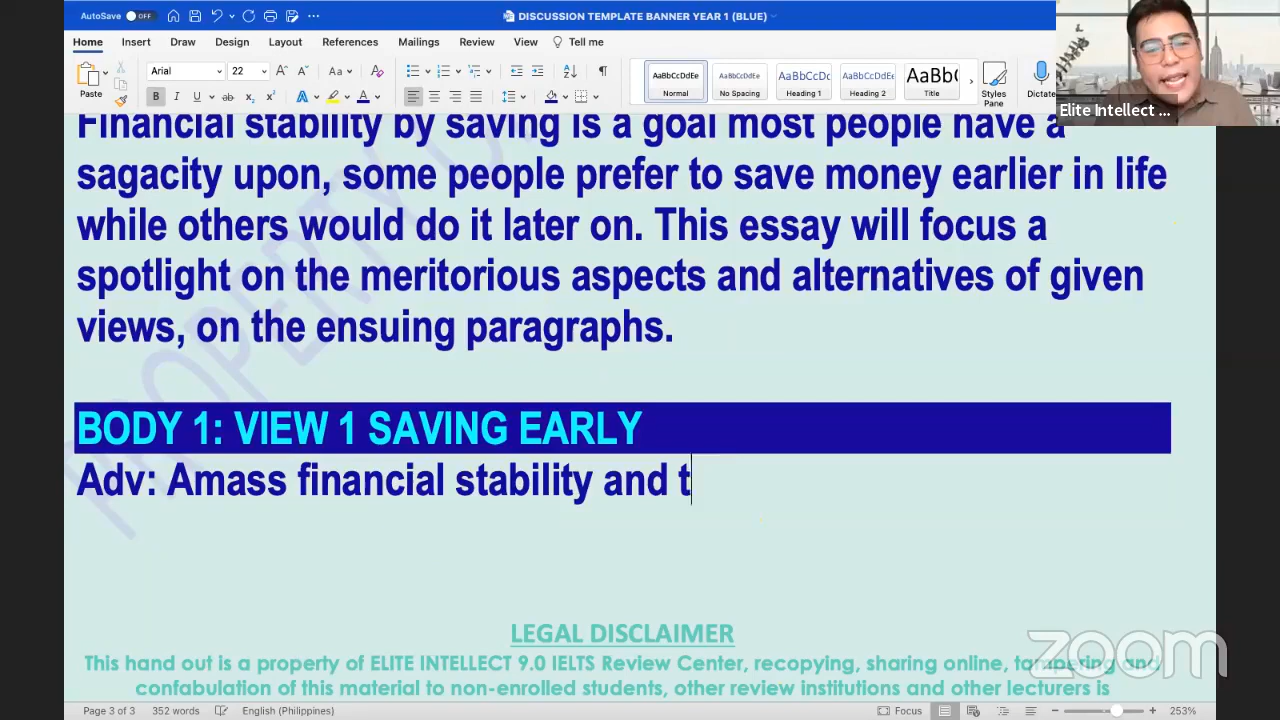 AutoSave OFF
DISCUSSION TEMPLATE BANNER YEAR 1 (BLUE)
Home Insert Draw Design Layout References Mailings Review View Tell me
Paste
Arial 22
AaBbCcDdEe Normal
AaBbCcDdEe No Spacing
AaBbCcDc Heading 1
AaBbCcDdEe Heading 2
AaBb( Title
Styles Pane
Dictate
Elite Intellect ...
Financial stability by saving is a goal most people have a
sagacity upon, some people prefer to save money earlier in life
while others would do it later on. This essay will focus a
spotlight on the meritorious aspects and alternatives of given
views, on the ensuing paragraphs.
BODY 1: VIEW 1 SAVING EARLY
Adv: Amass financial stability and t
PROPERTY
LEGAL DISCLAIMER
This hand out is a property of ELITE INTELLECT 9.0 IELTS Review Center, recopying, sharing online, tampering and
confabulation of this material to non-enrolled students, other review institutions and other lecturers is
zoom
Page 3 of 3 352 words English (Philippines) Focus 253%